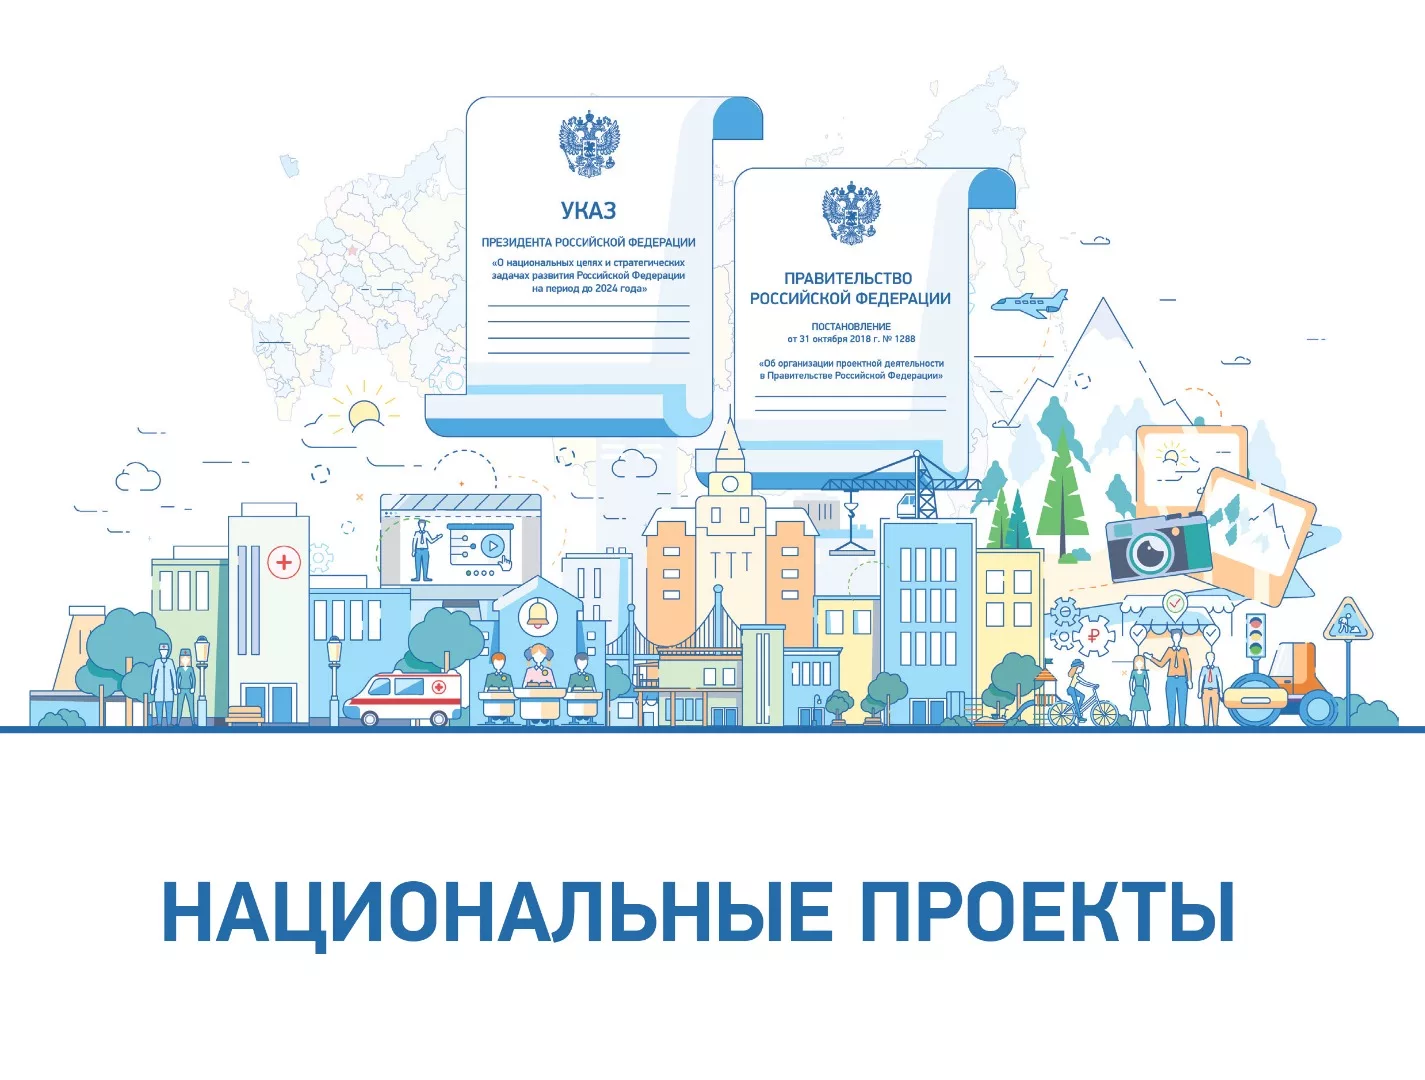 УКАЗ
ПРЕЗИДЕНТА РОССИЙСКОЙ ФЕДЕРАЦИИ
«О национальных целях и стратегических
задачах развития Российской Федерации
на период до 2024 года»
ПРАВИТЕЛЬСТВО
РОССИЙСКОЙ ФЕДЕРАЦИИ
ПОСТАНОВЛЕНИЕ
от 31 октября 2018 г. № 1288
«Об организации проектной деятельности
в Правительстве Российской Федерации»
₽
НАЦИОНАЛЬНЫЕ ПРОЕКТЫ